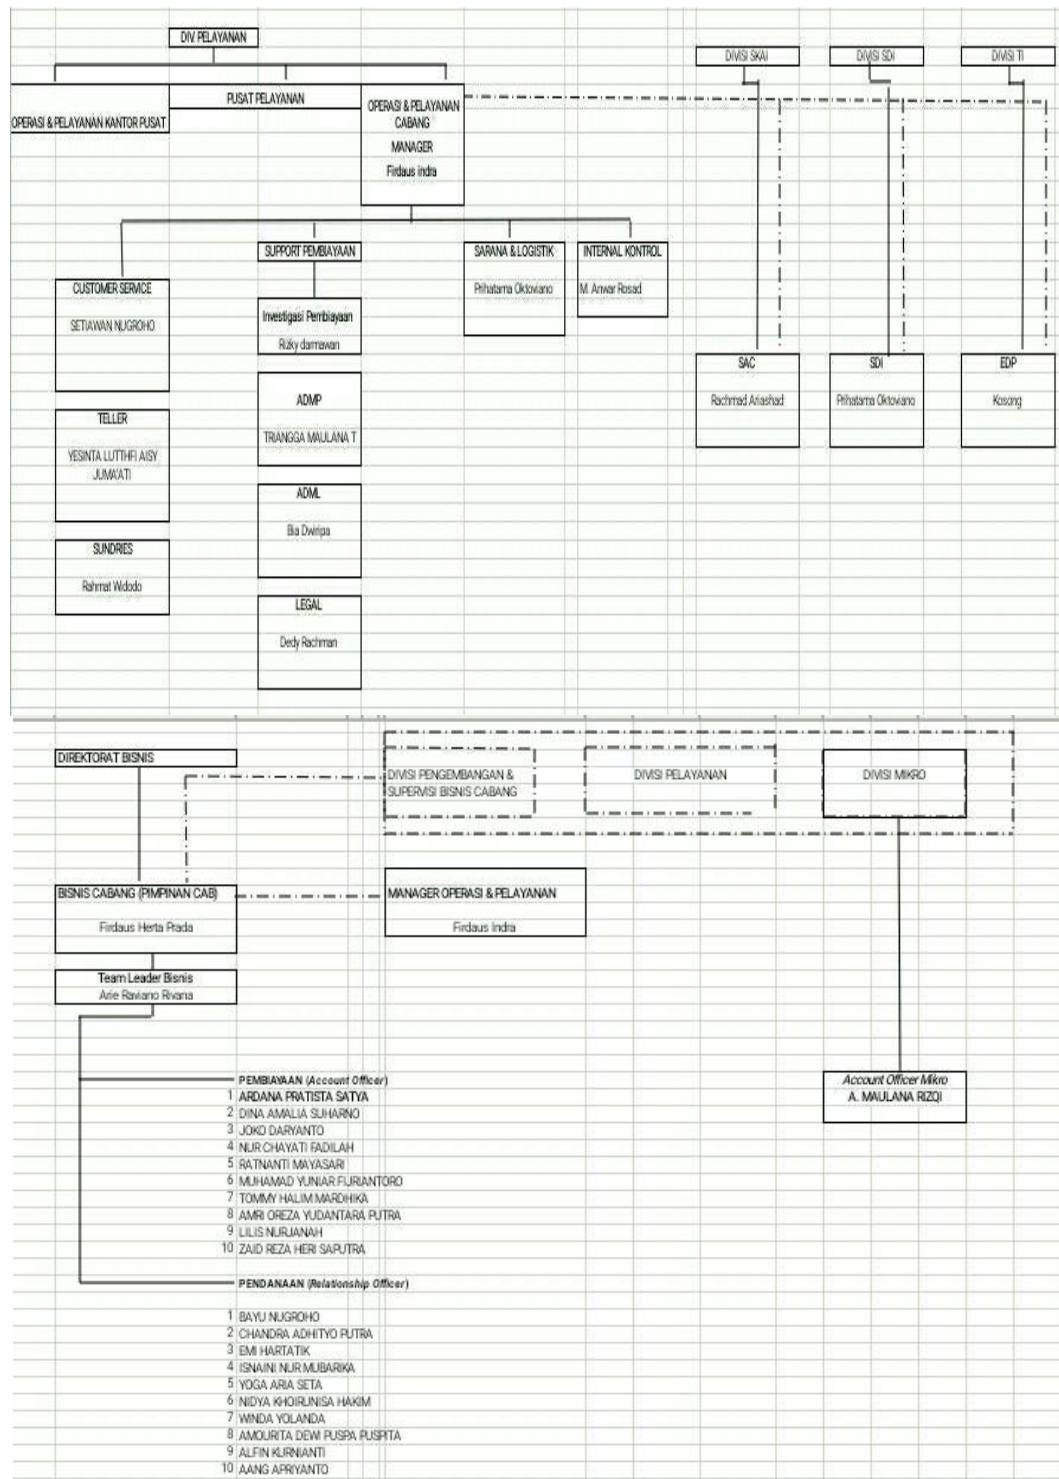 DIV. PELAYANAN
DIVISI SKAI
DIVISI SDI
DIVISI TI
OPERASI & PELAYANAN KANTOR PUSAT
PUSAT PELAYANAN
OPERASI & PELAYANAN
CABANG
MANAGER
Firdaus indra
CUSTOMER SERVICE
SETIAWAN NUGROHO
TELLER
YESINTA LUTTHFI AISY
JUMA'ATI
SUNDRIES
Rahmat Widodo
SUPPORT PEMBIAYAAN
Investigasi Pembiayaan
Rizky darmawan
ADMP
TRIANGGA MAULANA T
ADML
Bia Dwiripa
LEGAL
Dedy Rachman
SARANA & LOGISTIK
Prihatama Oktoviano
INTERNAL KONTROL
M. Anwar Rosad
SAC
Rachmad Ariashad
SDI
Prihatama Oktoviano
EDP
Kosong
DIREKTORAT BISNIS
DIVISI PENGEMBANGAN &
SUPERVISI BISNIS CABANG
DIVISI PELAYANAN
DIVISI MIKRO
BISNIS CABANG (PIMPINAN CAB)
Firdaus Herta Prada
MANAGER OPERASI & PELAYANAN
Firdaus Indra
Team Leader Bisnis
Arie Raviano Rivana
Account Officer Mikro
A. MAULANA RIZQI
PEMBIAYAAN (Account Officer)
1 ARDANA PRATISTA SATYA
2 DINA AMALIA SUHARNO
3 JOKO DARYANTO
4 NUR CHAYATI FADILAH
5 RATNANTI MAYASARI
6 MUHAMAD YUNIAR FIJRIANTORO
7 TOMMY HALIM MARDHIKA
8 AMRI OREZA YUDANTARA PUTRA
9 LILIS NURJANAH
10 ZAID REZA HERI SAPUTRA
PENDANAAN (Relationship Officer)
1 BAYU NUGROHO
2 CHANDRA ADHITYO PUTRA
3 EMI HARTATIK
4 ISNAINI NUR MUBARIKA
5 YOGA ARIA SETA
6 NIDYA KHOIRUNISA HAKIM
7 WINDA YOLANDA
8 AMOURITA DEWI PUSPA PUSPITA
9 ALFIN KURNIANTI
10 AANG APRIYANTO